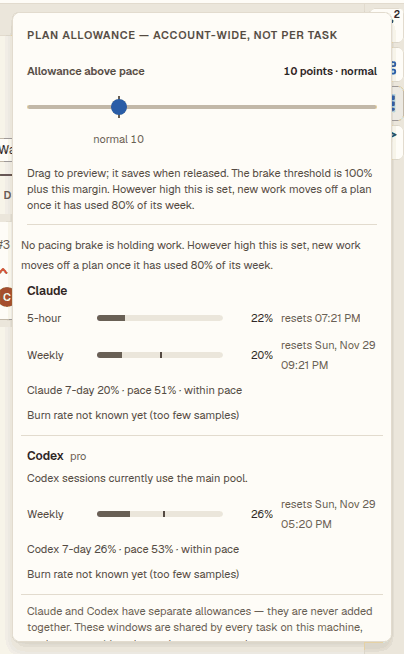 PLAN ALLOWANCE — ACCOUNT-WIDE, NOT PER TASK
2
Allowance above pace 10 points · normal
normal 10
Drag to preview; it saves when released. The brake threshold is 100%
plus this margin. However high this is set, new work moves off a plan
once it has used 80% of its week.
#3
No pacing brake is holding work. However high this is set, new work
moves off a plan once it has used 80% of its week.
Claude
C
5-hour 22% resets 07:21 PM
Weekly 20% resets Sun, Nov 29
09:21 PM
Claude 7-day 20% · pace 51% · within pace
Burn rate not known yet (too few samples)
Codex pro
Codex sessions currently use the main pool.
Weekly 26% resets Sun, Nov 29
05:20 PM
Codex 7-day 26% · pace 53% · within pace
Burn rate not known yet (too few samples)
Claude and Codex have separate allowances — they are never added
together. These windows are shared by every task on this machine,